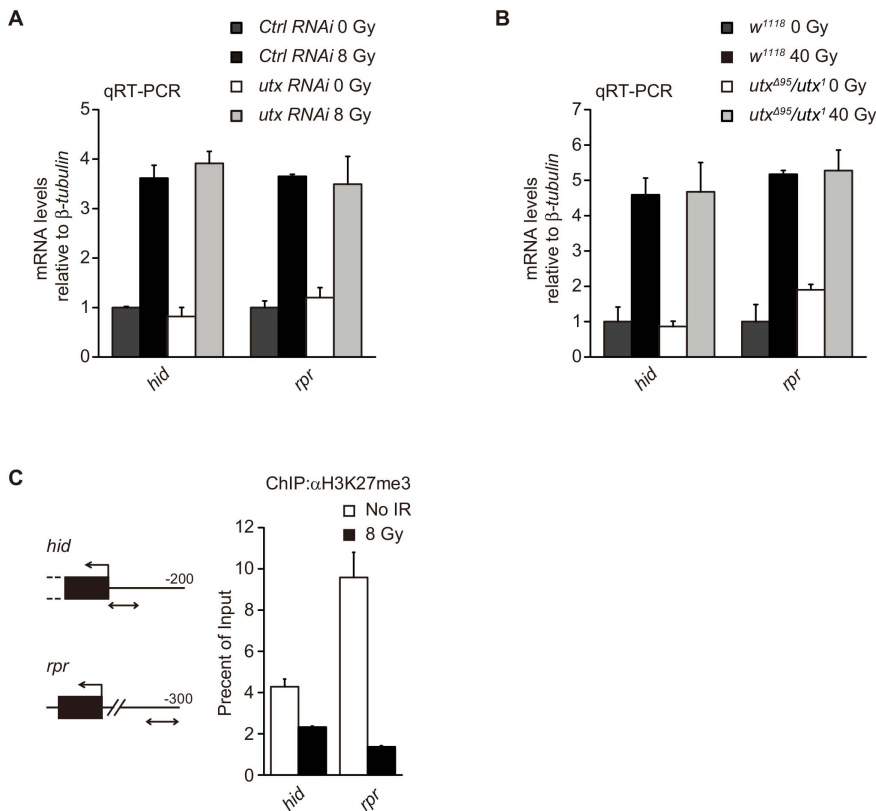 A
Ctrl RNAi 0 Gy
Ctrl RNAi 8 Gy
utx RNAi 0 Gy
utx RNAi 8 Gy
qRT-PCR
mRNA levels
relative to β-tubulin
5
4
3
2
1
0
hid
rpr
B
w1118 0 Gy
w1118 40 Gy
utxΔ95/utx1 0 Gy
utxΔ95/utx1 40 Gy
qRT-PCR
mRNA levels
relative to β-tubulin
7
6
5
4
3
2
1
0
hid
rpr
C
hid
-200
rpr
-300
ChIP:αH3K27me3
No IR
8 Gy
Precent of Input
12
10
8
6
4
2
0
hid
rpr